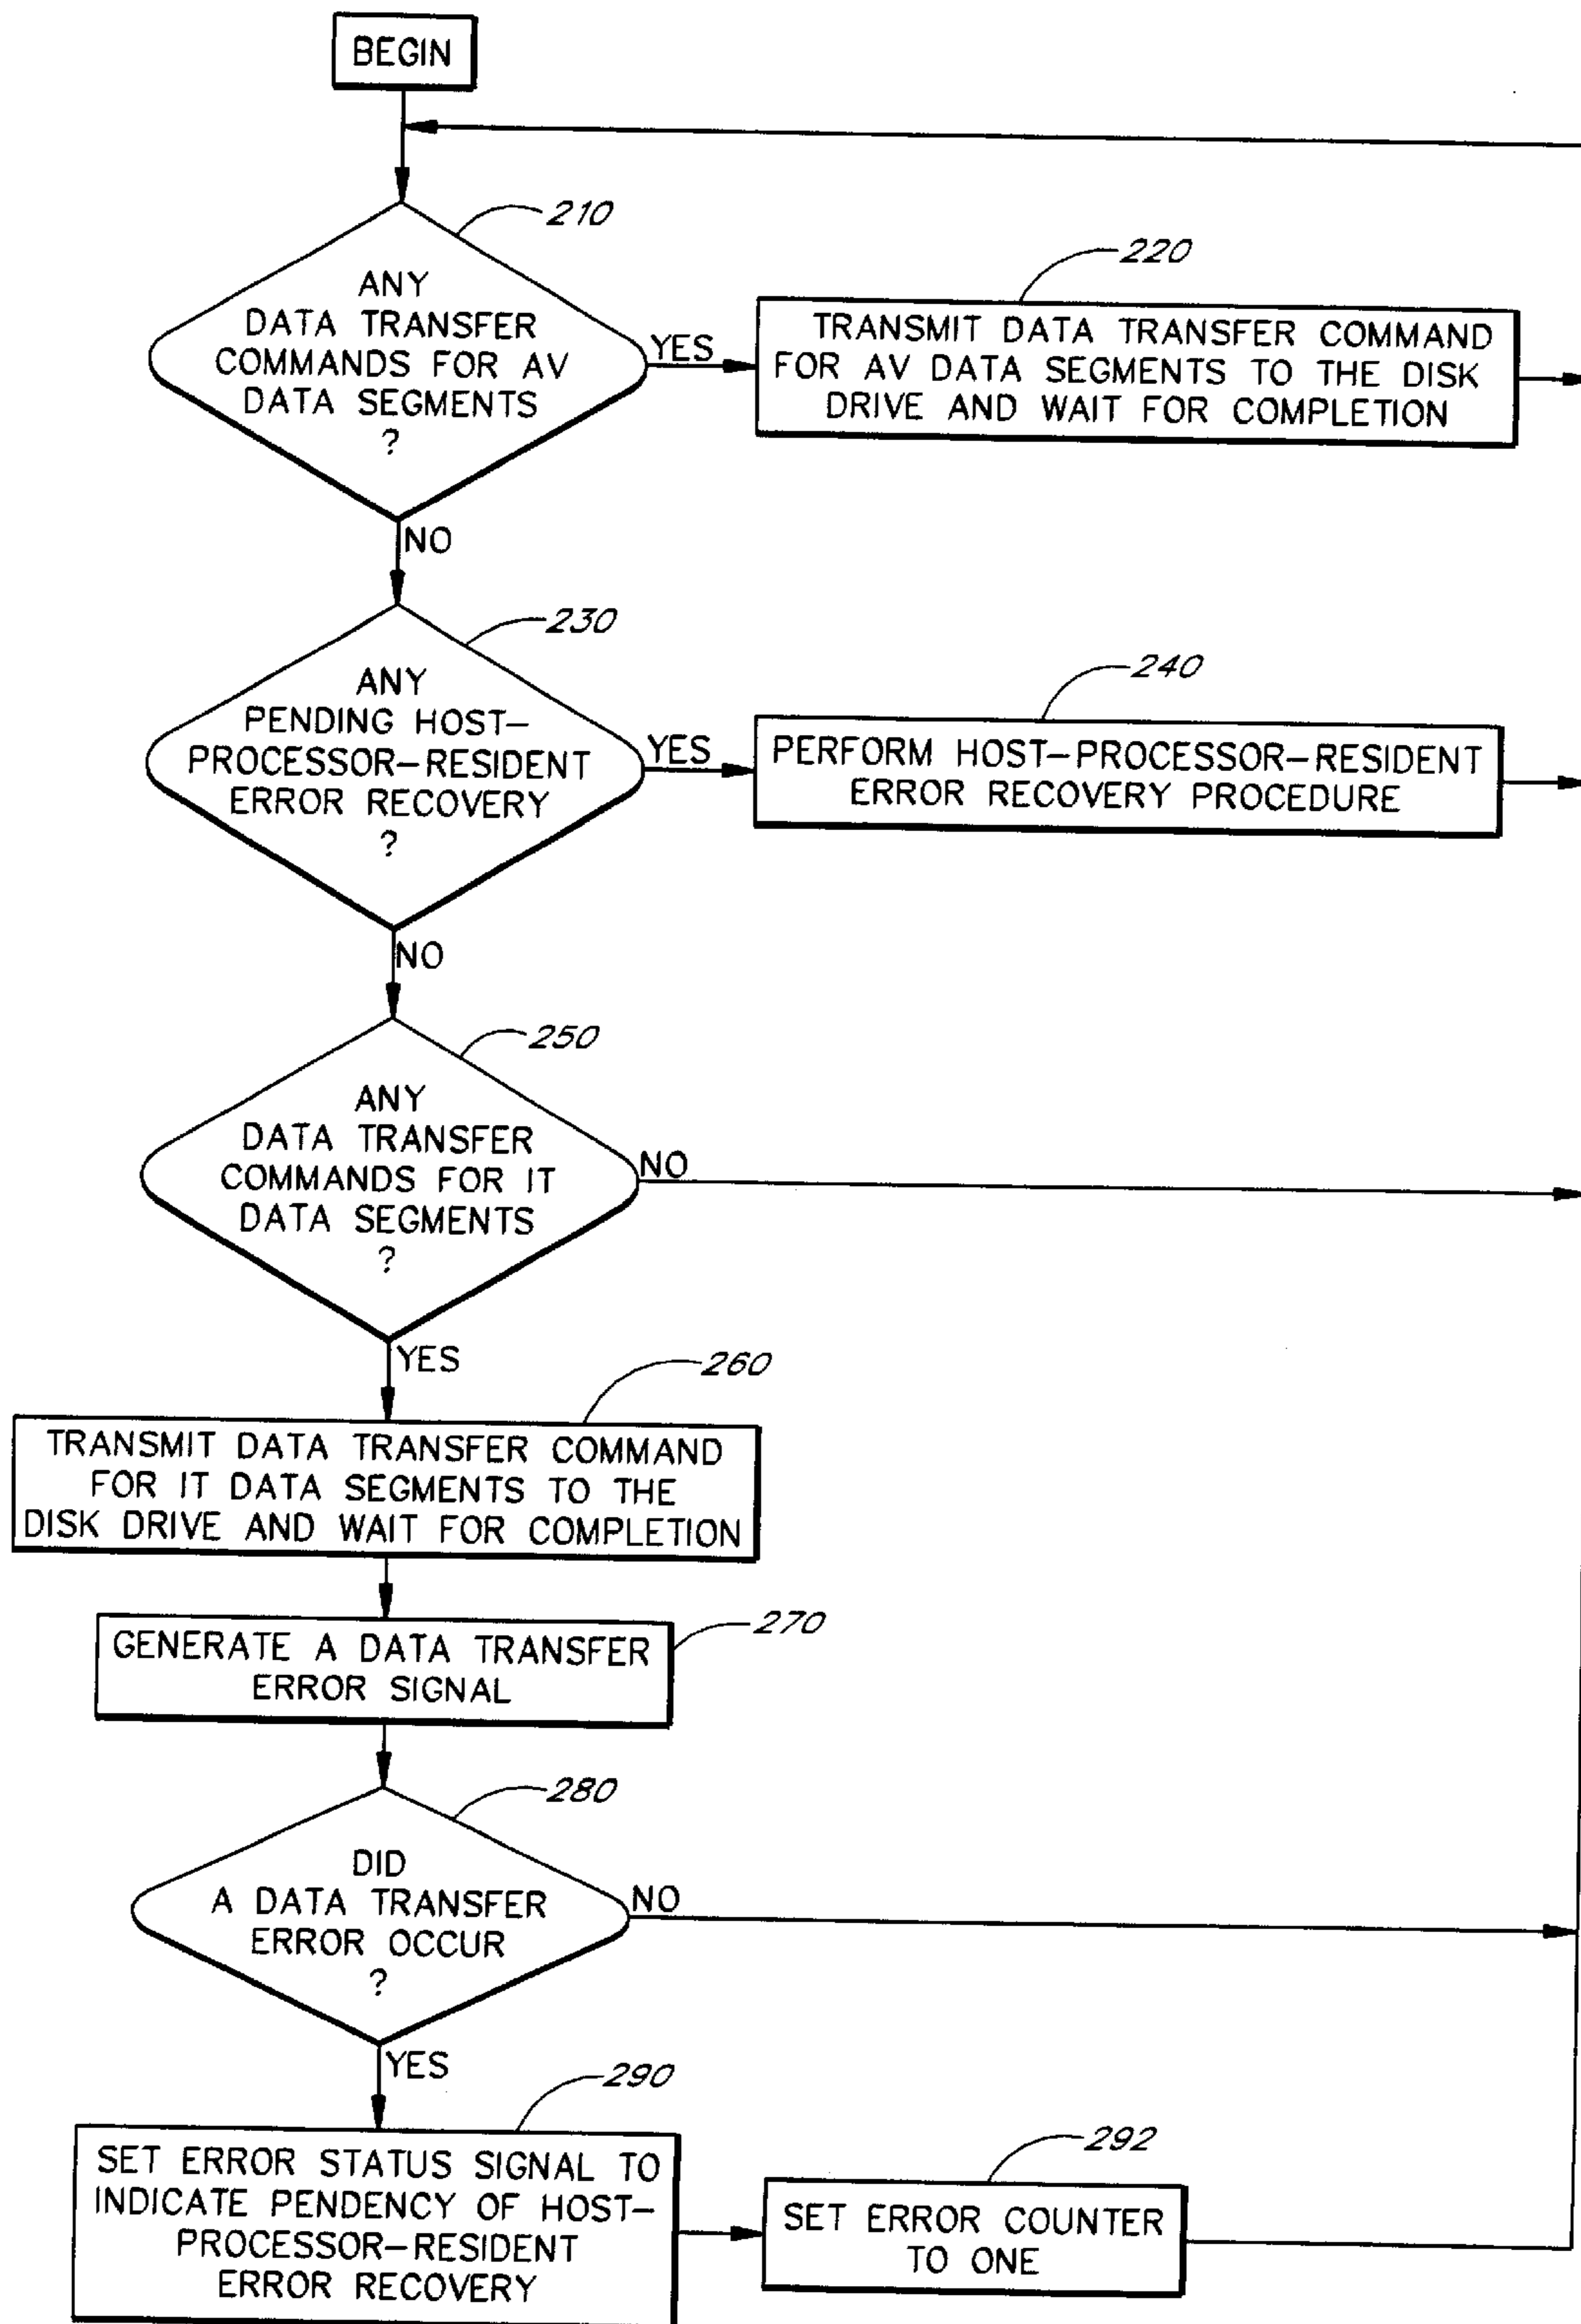 BEGIN
210
ANY
DATA TRANSFER
COMMANDS FOR AV
DATA SEGMENTS
?
YES
220
TRANSMIT DATA TRANSFER COMMAND
FOR AV DATA SEGMENTS TO THE DISK
DRIVE AND WAIT FOR COMPLETION
NO
230
ANY
PENDING HOST-
PROCESSOR-RESIDENT
ERROR RECOVERY
?
YES
240
PERFORM HOST-PROCESSOR-RESIDENT
ERROR RECOVERY PROCEDURE
NO
250
ANY
DATA TRANSFER
COMMANDS FOR IT
DATA SEGMENTS
?
NO
YES
260
TRANSMIT DATA TRANSFER COMMAND
FOR IT DATA SEGMENTS TO THE
DISK DRIVE AND WAIT FOR COMPLETION
270
GENERATE A DATA TRANSFER
ERROR SIGNAL
280
DID
A DATA TRANSFER
ERROR OCCUR
?
NO
YES
290
SET ERROR STATUS SIGNAL TO
INDICATE PENDENCY OF HOST-
PROCESSOR-RESIDENT
ERROR RECOVERY
292
SET ERROR COUNTER
TO ONE